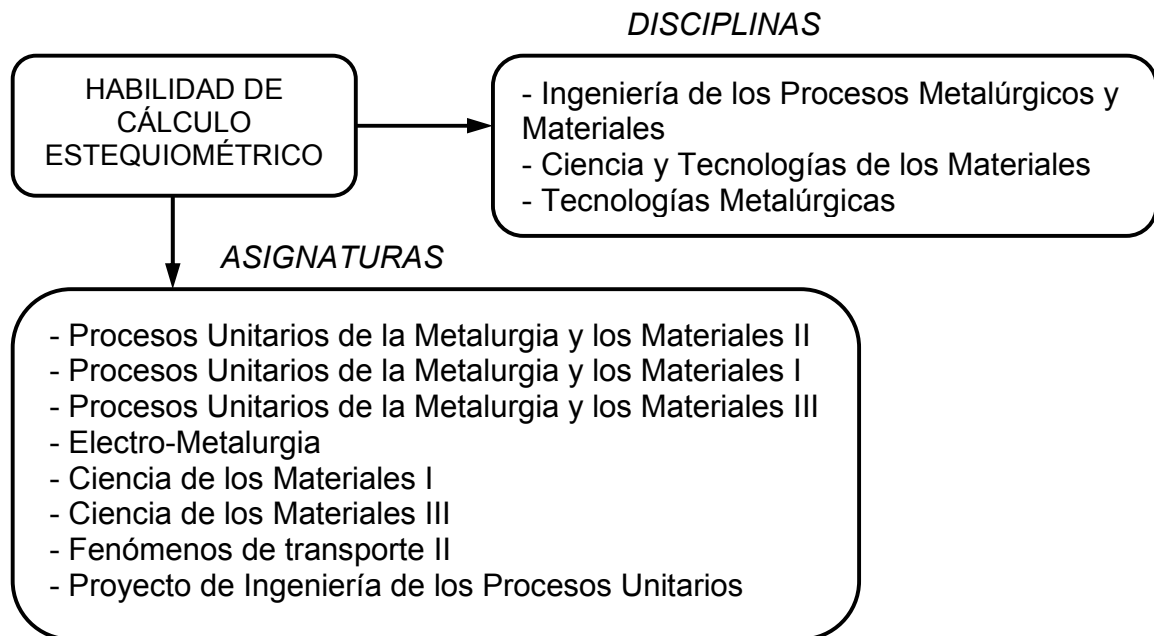 DISCIPLINAS
HABILIDAD DE
CÁLCULO
ESTEQUIOMÉTRICO
- Ingeniería de los Procesos Metalúrgicos y
Materiales
- Ciencia y Tecnologías de los Materiales
- Tecnologías Metalúrgicas
ASIGNATURAS
- Procesos Unitarios de la Metalurgia y los Materiales II
- Procesos Unitarios de la Metalurgia y los Materiales I
- Procesos Unitarios de la Metalurgia y los Materiales III
- Electro-Metalurgia
- Ciencia de los Materiales I
- Ciencia de los Materiales III
- Fenómenos de transporte II
- Proyecto de Ingeniería de los Procesos Unitarios